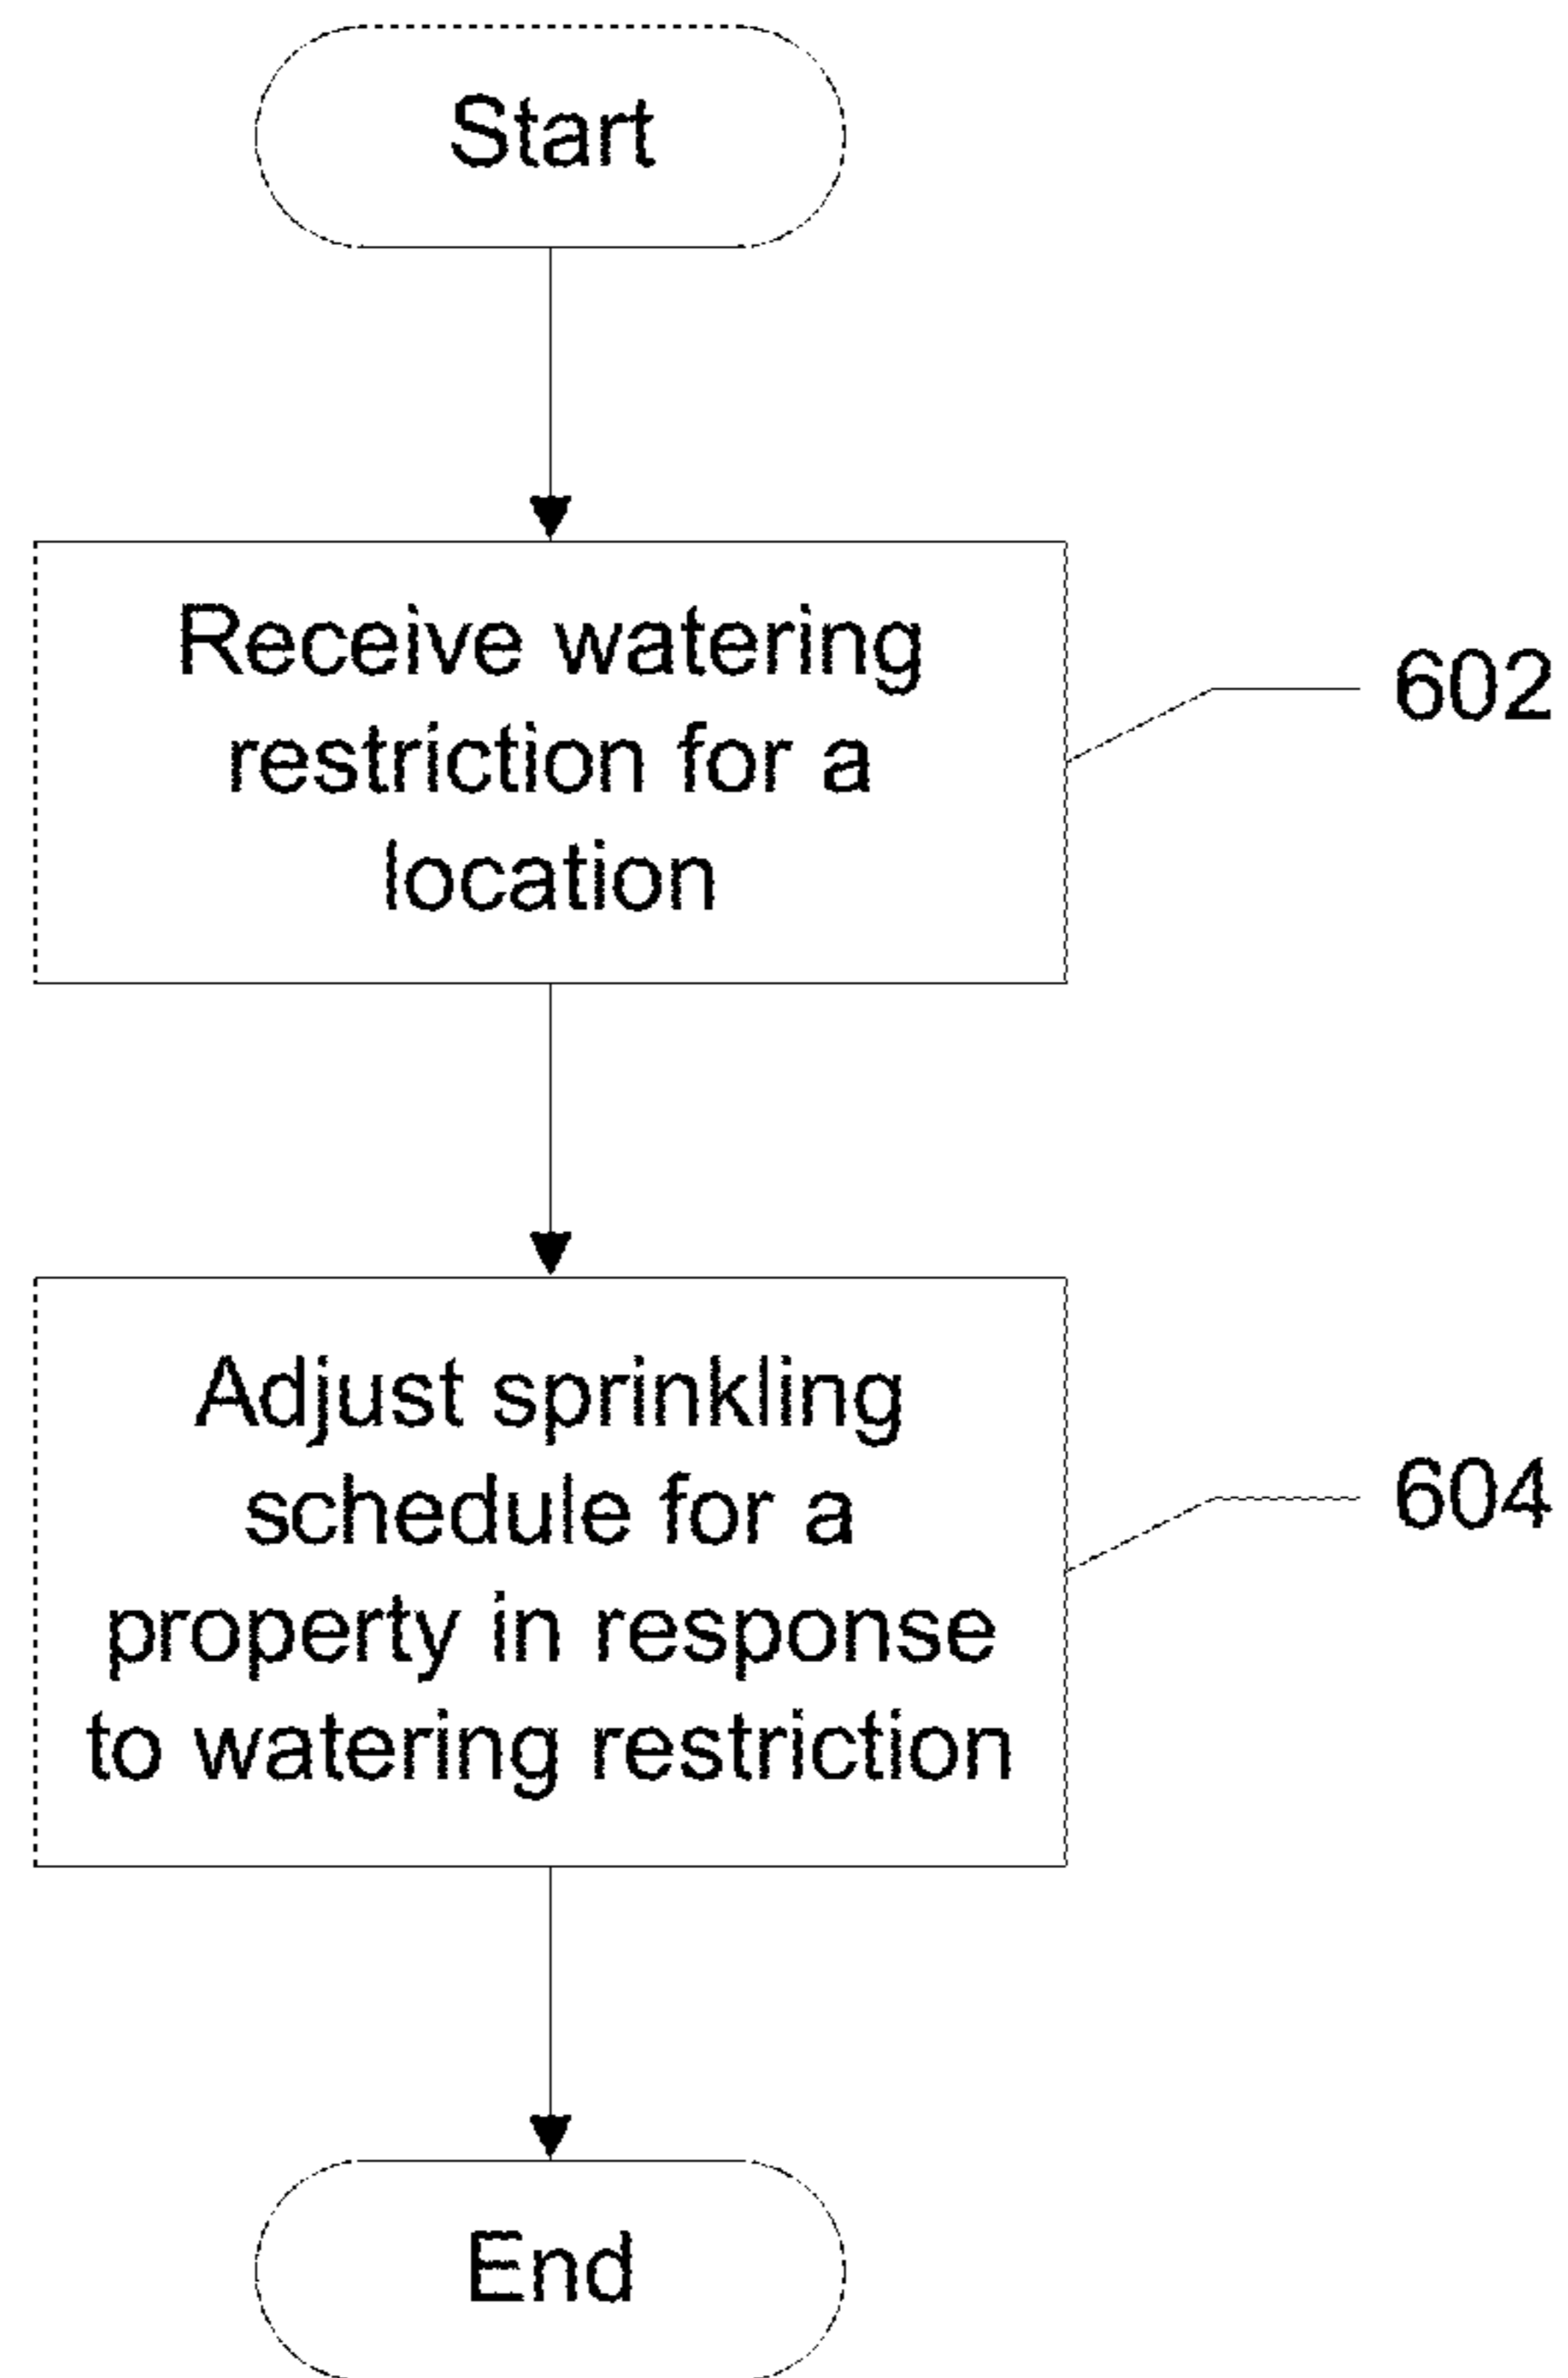 Start
Receive watering
restriction for a
location
602
Adjust sprinkling
schedule for a
property in response
to watering restriction
604
End